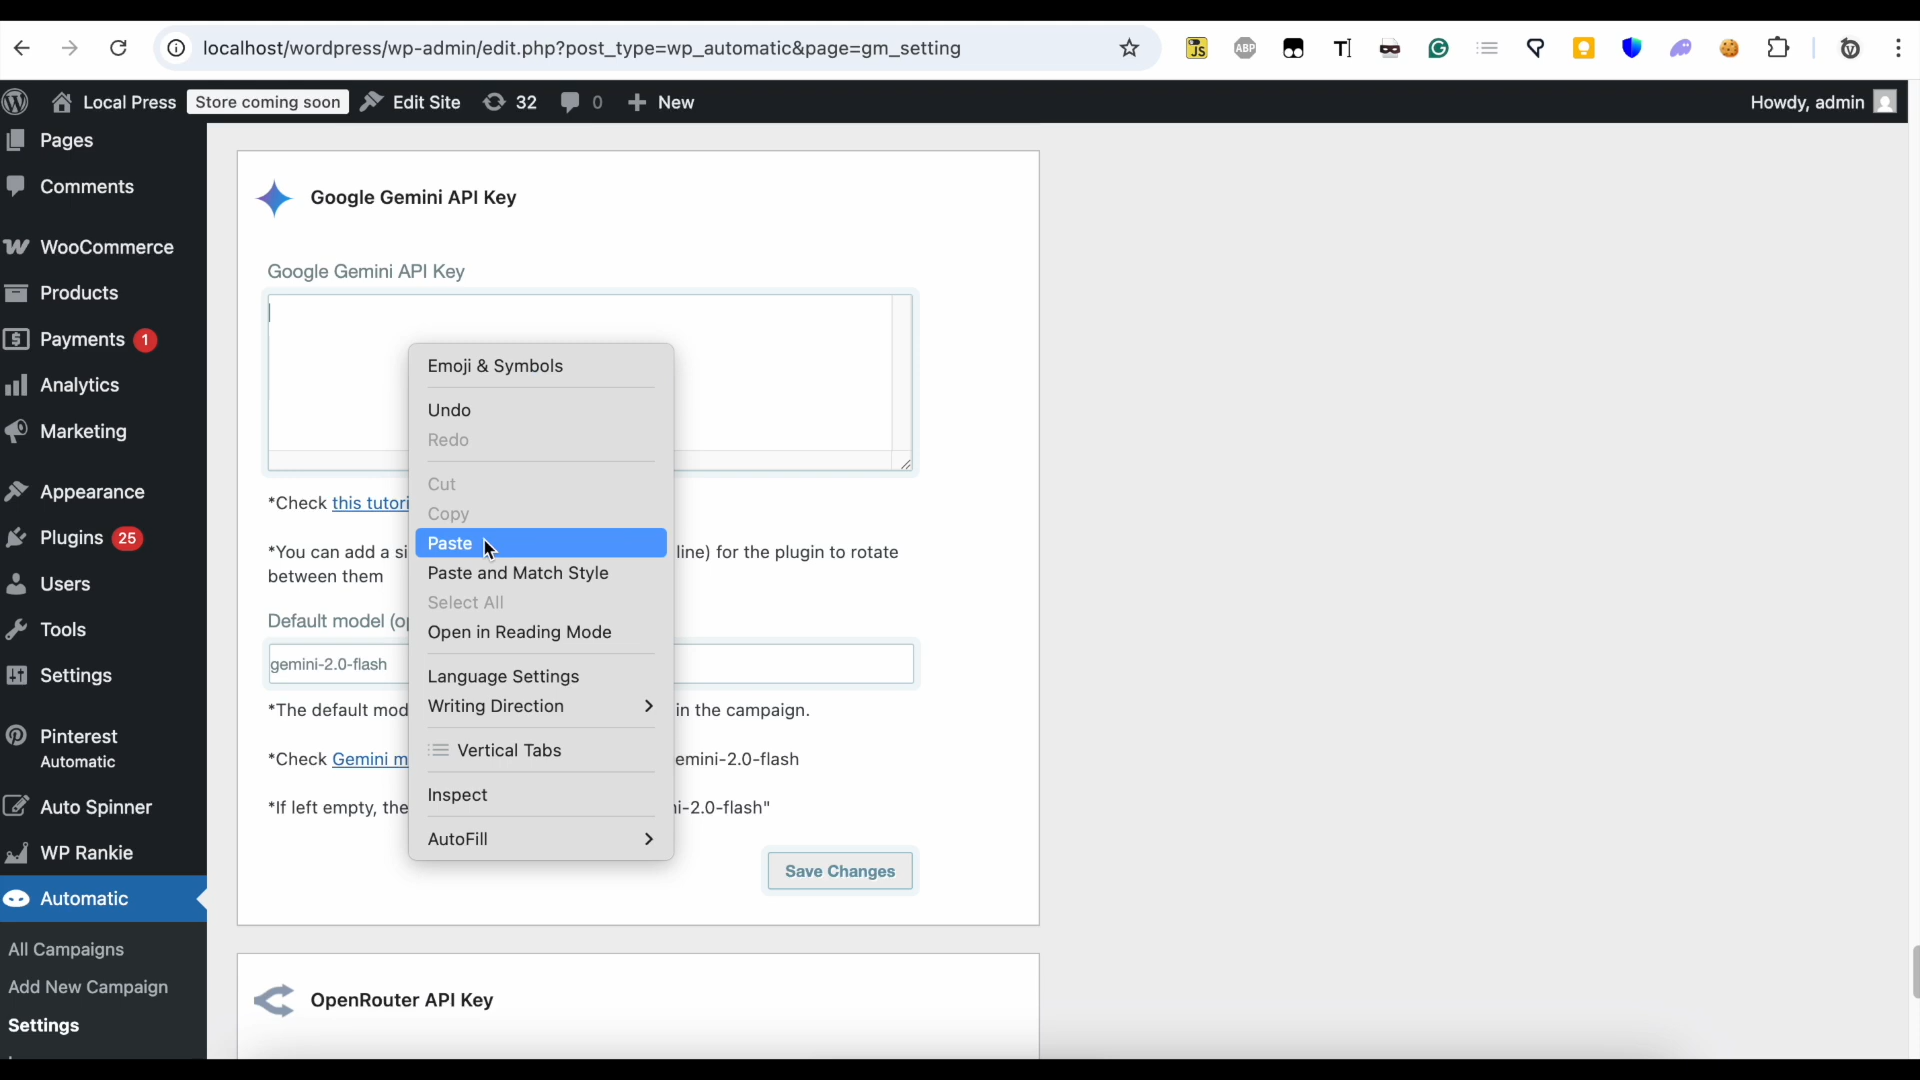 localhost/wordpress/wp-admin/edit.php?post_type=wp_automatic&page=gm_setting
JS
ABP
Local Press
Store coming soon
Edit Site
32
0
New
Howdy, admin
Pages
Comments
WooCommerce
Products
Payments 1
Analytics
Marketing
Appearance
Plugins 25
Users
Tools
Settings
Pinterest
Automatic
Auto Spinner
WP Rankie
Automatic
All Campaigns
Add New Campaign
Settings
Google Gemini API Key
Google Gemini API Key
*Check this tutori
*You can add a si line) for the plugin to rotate
between them
Default model (o
gemini-2.0-flash
*The default mod in the campaign.
*Check Gemini m emini-2.0-flash
*If left empty, the i-2.0-flash"
Save Changes
Emoji & Symbols
Undo
Redo
Cut
Copy
Paste
Paste and Match Style
Select All
Open in Reading Mode
Language Settings
Writing Direction
Vertical Tabs
Inspect
AutoFill
OpenRouter API Key